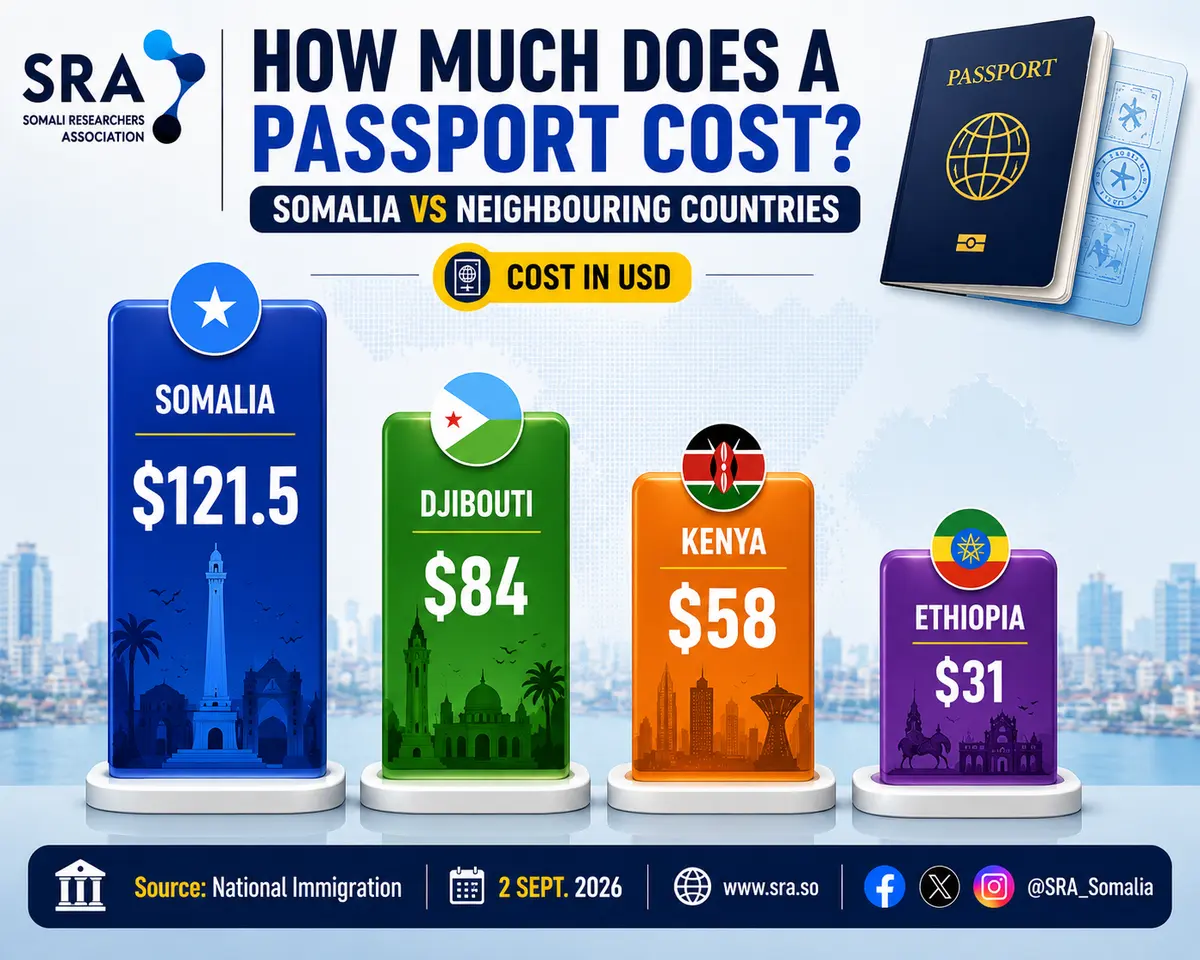 SRA
SOMALI RESEARCHERS
ASSOCIATION
HOW MUCH DOES A
PASSPORT COST?
SOMALIA VS NEIGHBOURING COUNTRIES
COST IN USD
PASSPORT
SOMALIA
$121.5
DJIBOUTI
$84
KENYA
$58
ETHIOPIA
$31
Source: National Immigration
2 SEPT. 2026
www.sra.so
@SRA_Somalia